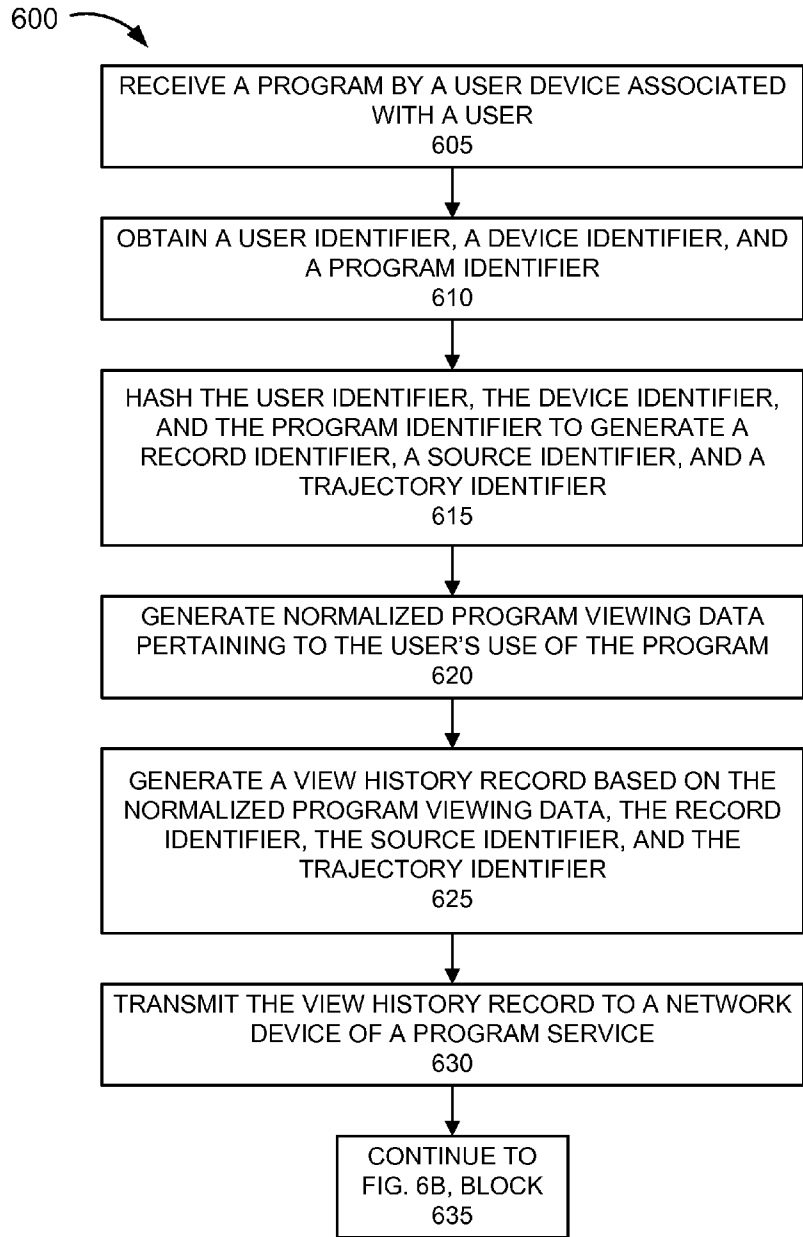 600
RECEIVE A PROGRAM BY A USER DEVICE ASSOCIATED
WITH A USER
605
OBTAIN A USER IDENTIFIER, A DEVICE IDENTIFIER, AND
A PROGRAM IDENTIFIER
610
HASH THE USER IDENTIFIER, THE DEVICE IDENTIFIER,
AND THE PROGRAM IDENTIFIER TO GENERATE A
RECORD IDENTIFIER, A SOURCE IDENTIFIER, AND A
TRAJECTORY IDENTIFIER
615
GENERATE NORMALIZED PROGRAM VIEWING DATA
PERTAINING TO THE USER'S USE OF THE PROGRAM
620
GENERATE A VIEW HISTORY RECORD BASED ON THE
NORMALIZED PROGRAM VIEWING DATA, THE RECORD
IDENTIFIER, THE SOURCE IDENTIFIER, AND THE
TRAJECTORY IDENTIFIER
625
TRANSMIT THE VIEW HISTORY RECORD TO A NETWORK
DEVICE OF A PROGRAM SERVICE
630
CONTINUE TO
FIG. 6B, BLOCK
635